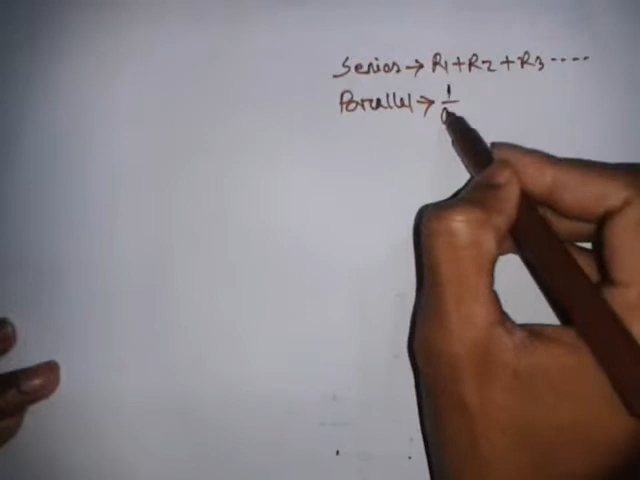 Series → R1+R2+R3 ....
Parallel → 1/